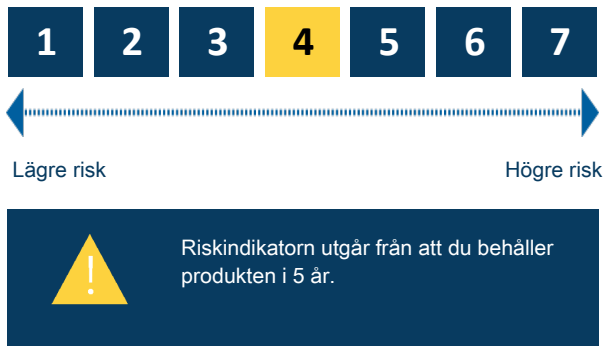 1 2 3 4 5 6 7
Lägre risk Högre risk
!
Riskindikatorn utgår från att du behåller
produkten i 5 år.